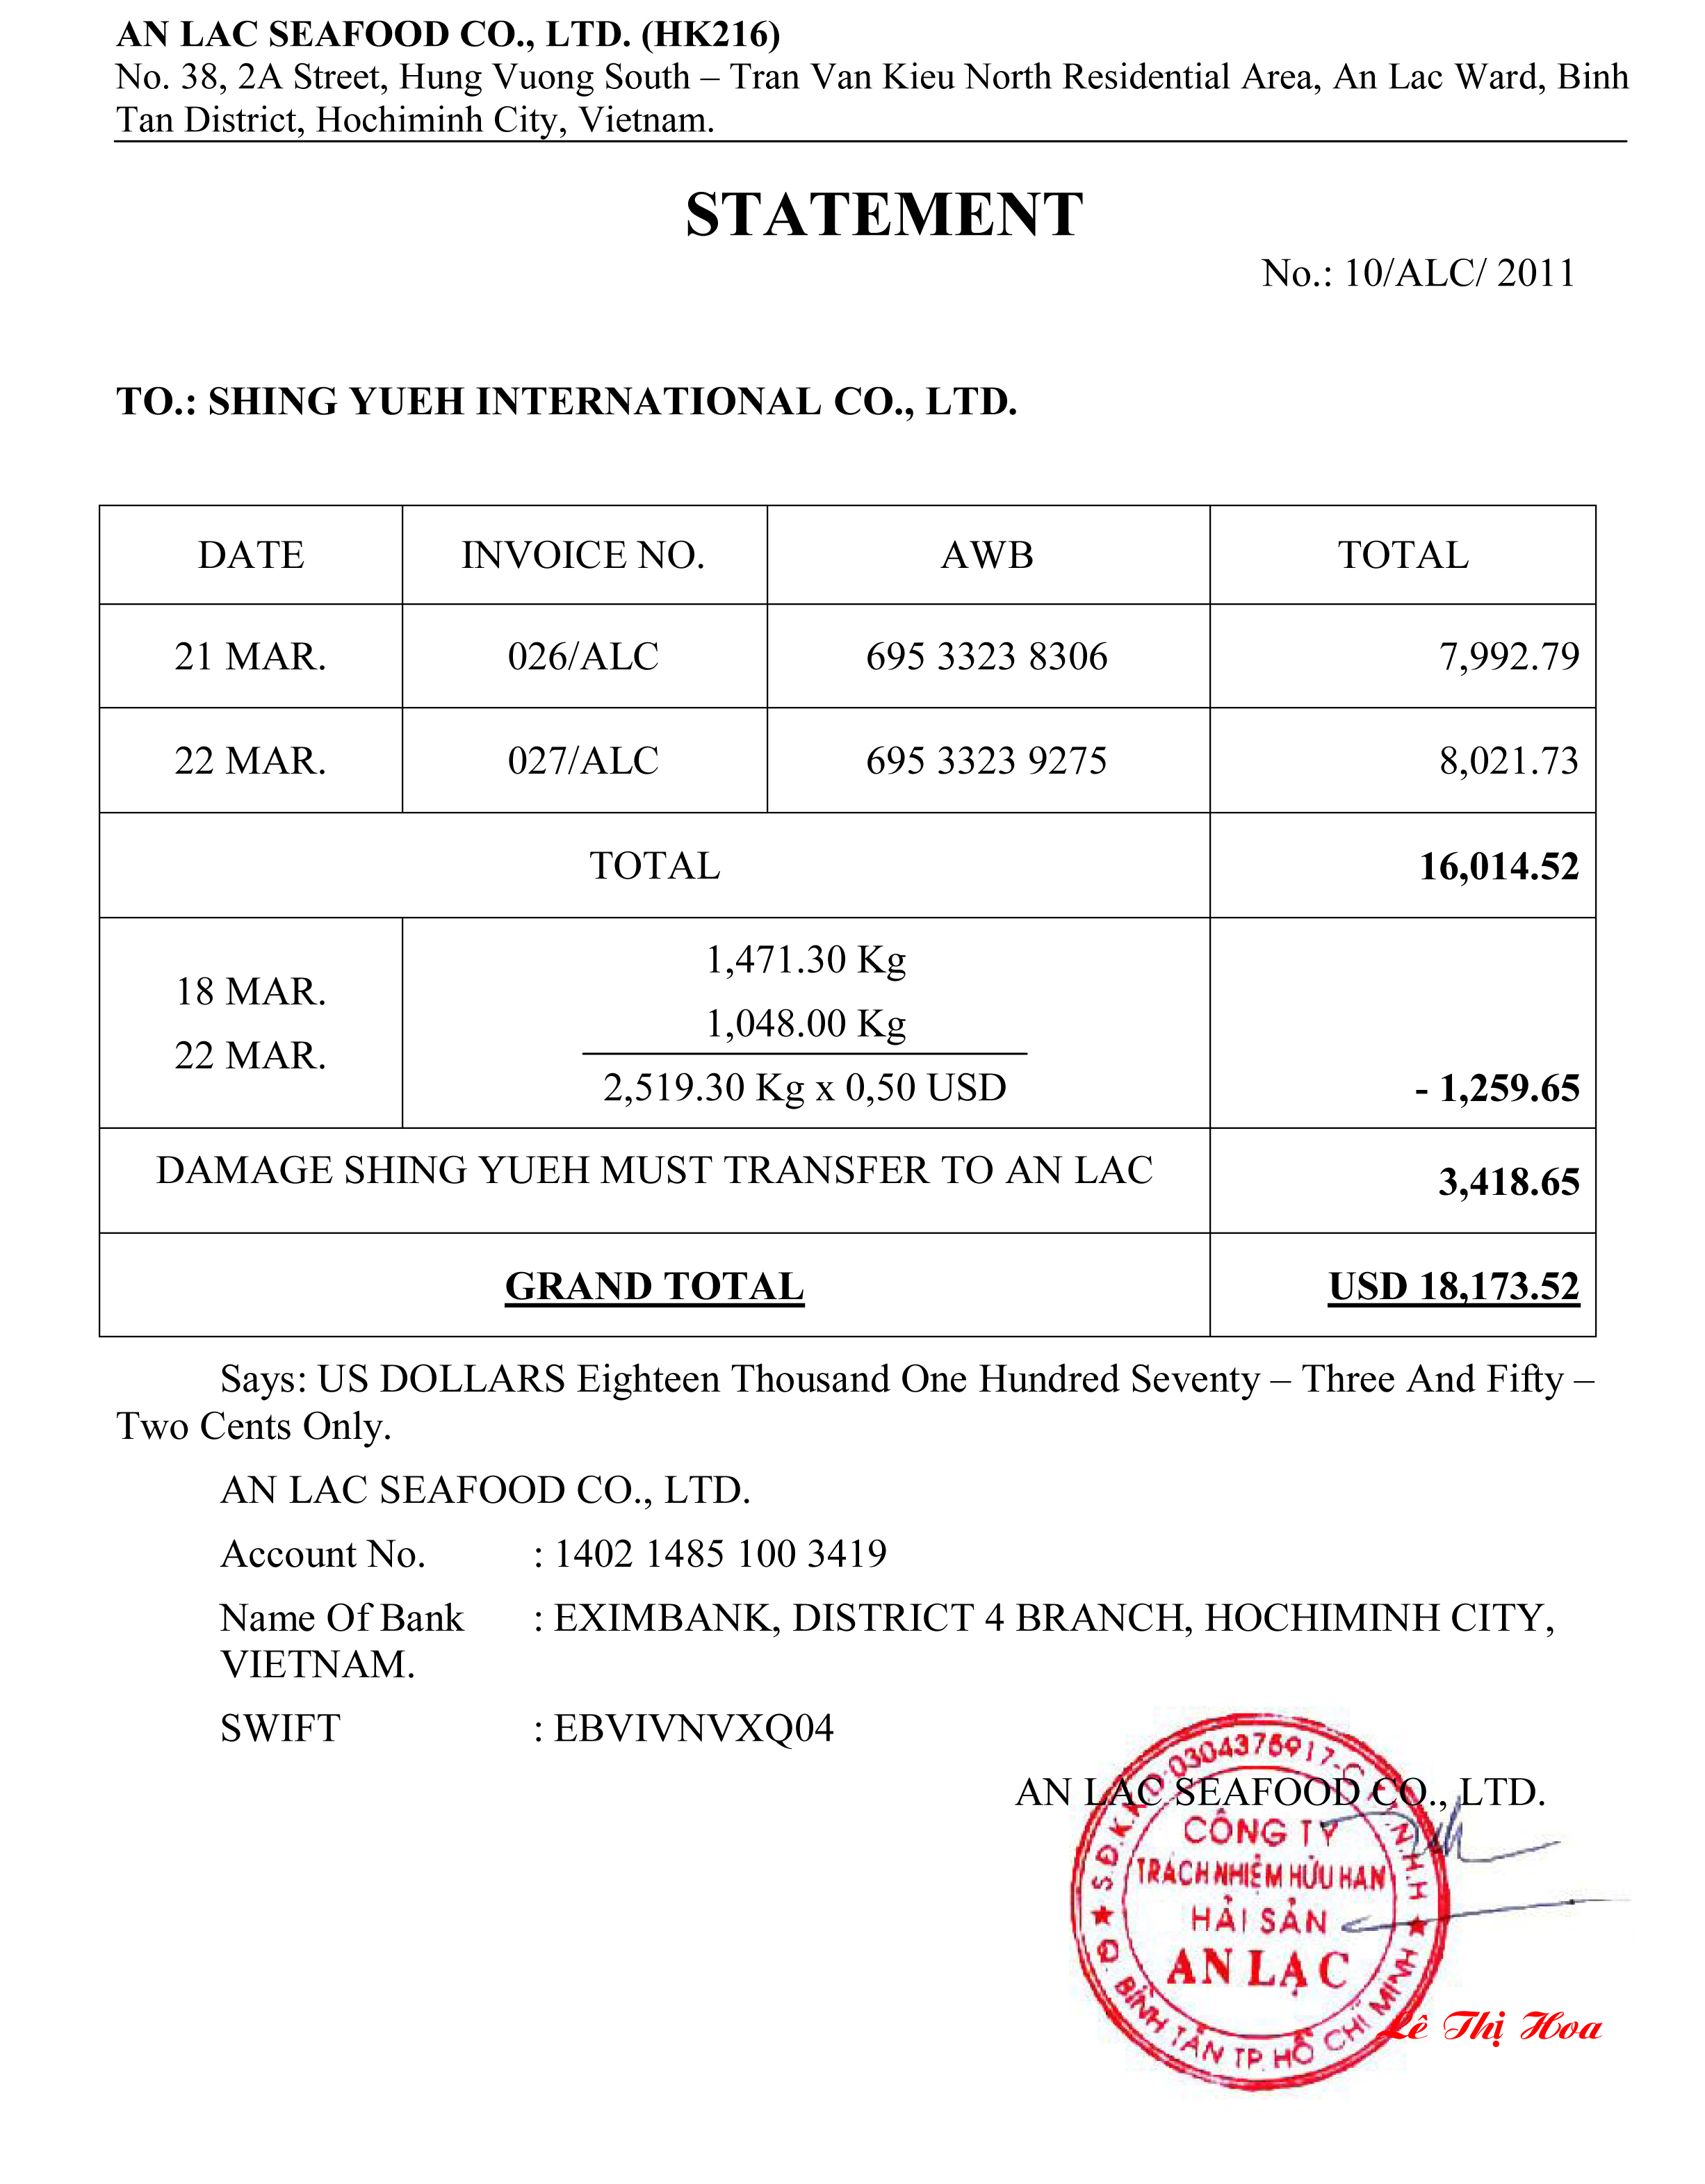 AN LAC SEAFOOD CO., LTD. (HK216)
No. 38, 2A Street, Hung Vuong South – Tran Van Kieu North Residential Area, An Lac Ward, Binh
Tan District, Hochiminh City, Vietnam.
STATEMENT
No.: 10/ALC/ 2011
TO.: SHING YUEH INTERNATIONAL CO., LTD.
DATE INVOICE NO. AWB TOTAL
21 MAR. 026/ALC 695 3323 8306 7,992.79
22 MAR. 027/ALC 695 3323 9275 8,021.73
TOTAL 16,014.52
18 MAR. 1,471.30 Kg
22 MAR. 1,048.00 Kg
2,519.30 Kg x 0,50 USD - 1,259.65
DAMAGE SHING YUEH MUST TRANSFER TO AN LAC 3,418.65
GRAND TOTAL USD 18,173.52
Says: US DOLLARS Eighteen Thousand One Hundred Seventy – Three And Fifty –
Two Cents Only.
AN LAC SEAFOOD CO., LTD.
Account No. : 1402 1485 100 3419
Name Of Bank : EXIMBANK, DISTRICT 4 BRANCH, HOCHIMINH CITY,
VIETNAM.
SWIFT : EBVIVNVXQ04
AN LAC SEAFOOD CO., LTD.
S.Đ.K.K.D:0304375917-C.T.T.N.H.H
CÔNG TY
TRÁCH NHIỆM HỮU HẠN
HẢI SẢN
AN LẠC
Q. BÌNH TÂN TP. HỒ CHÍ MINH
Lê Thị Hoa